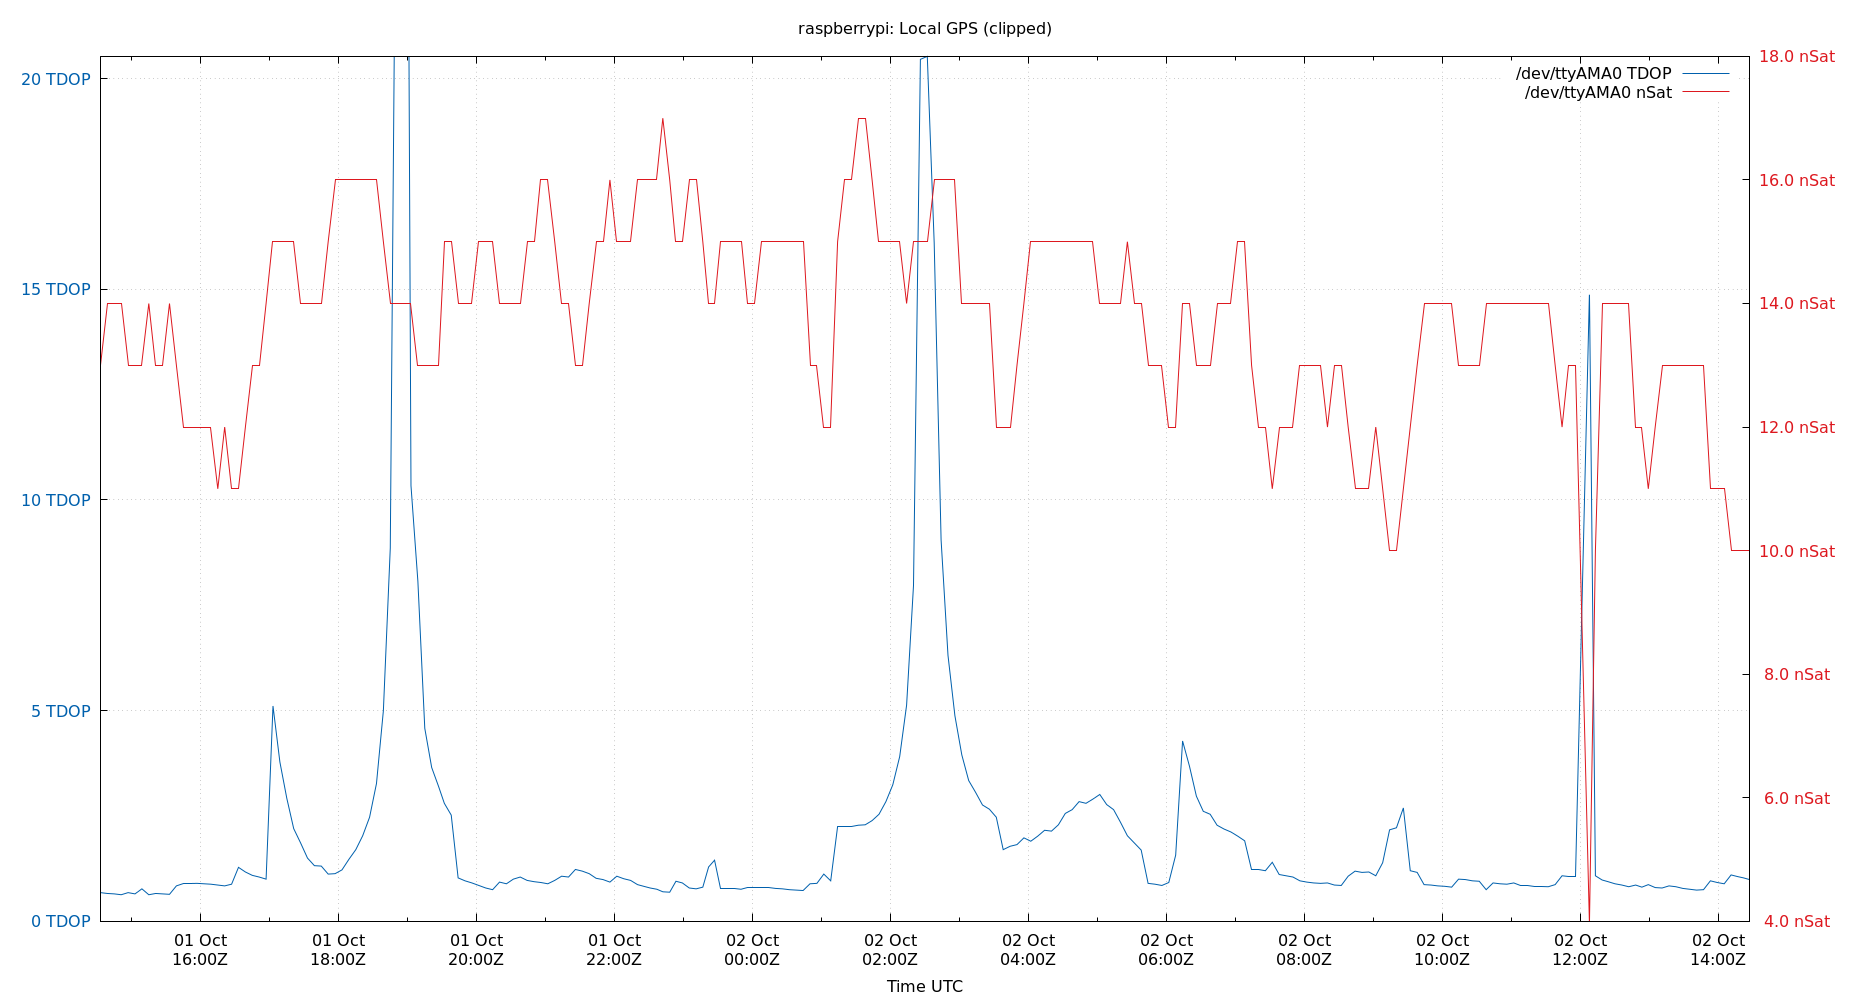 raspberrypi: Local GPS (clipped)
/dev/ttyAMA0 TDOP
/dev/ttyAMA0 nSat
20 TDOP
15 TDOP
10 TDOP
5 TDOP
0 TDOP
18.0 nSat
16.0 nSat
14.0 nSat
12.0 nSat
10.0 nSat
8.0 nSat
6.0 nSat
4.0 nSat
01 Oct 01 Oct 01 Oct 01 Oct 02 Oct 02 Oct 02 Oct 02 Oct 02 Oct 02 Oct 02 Oct 02 Oct
16:00Z 18:00Z 20:00Z 22:00Z 00:00Z 02:00Z 04:00Z 06:00Z 08:00Z 10:00Z 12:00Z 14:00Z
Time UTC